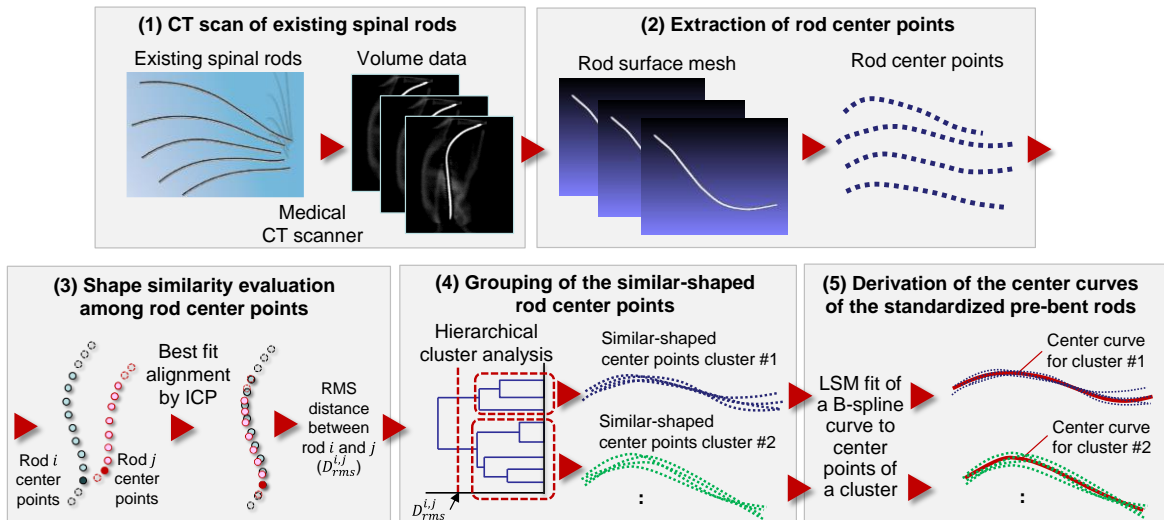 (1) CT scan of existing spinal rods
Existing spinal rods
Volume data
Medical
CT scanner
(2) Extraction of rod center points
Rod surface mesh
Rod center points
(3) Shape similarity evaluation
among rod center points
Best fit
alignment
by ICP
Rod i
center
points
Rod j
center
points
RMS
distance
between
rod i and j
(D_{rms}^{i,j})
(4) Grouping of the similar-shaped
rod center points
Hierarchical
cluster analysis
D_{rms}^{i,j}
Similar-shaped
center points cluster #1
Similar-shaped
center points cluster #2
:
(5) Derivation of the center curves
of the standardized pre-bent rods
LSM fit of
a B-spline
curve to
center
points of
a cluster
Center curve
for cluster #1
Center curve
for cluster #2
: